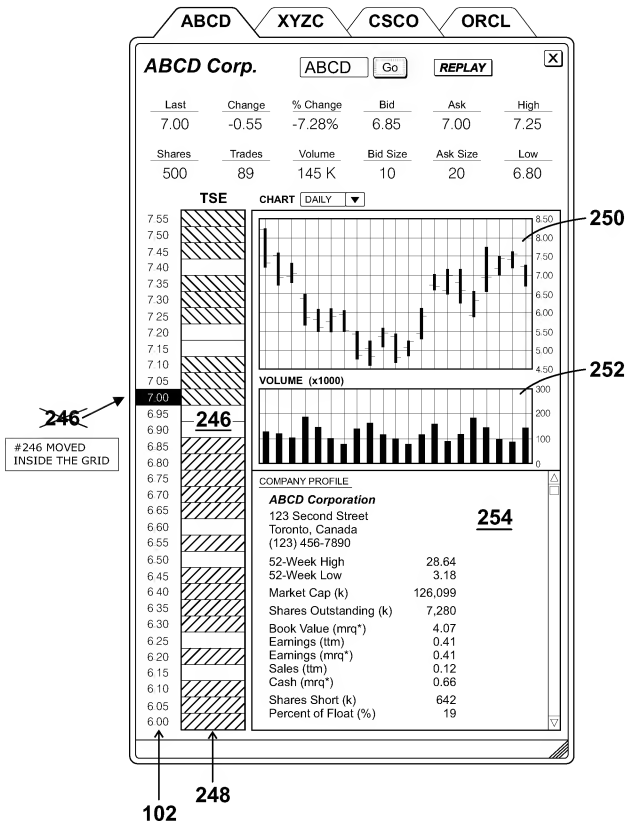 ABCD XYZC CSCO ORCL
ABCD Corp. ABCD Go REPLAY X
Last Change % Change Bid Ask High
7.00 -0.55 -7.28% 6.85 7.00 7.25
Shares Trades Volume Bid Size Ask Size Low
500 89 145 K 10 20 6.80
TSE CHART DAILY
7.55
7.50
7.45
7.40
7.35
7.30
7.25
7.20
7.15
7.10
7.05
7.00
6.95
6.90
6.85
6.80
6.75
6.70
6.65
6.60
6.55
6.50
6.45
6.40
6.35
6.30
6.25
6.20
6.15
6.10
6.05
6.00
246
246
#246 MOVED
INSIDE THE GRID
8.50
8.00
7.50
7.00
6.50
6.00
5.50
5.00
4.50
250
VOLUME (x1000)
300
200
100
0
252
COMPANY PROFILE
ABCD Corporation
123 Second Street
Toronto, Canada
(123) 456-7890
254
52-Week High 28.64
52-Week Low 3.18
Market Cap (k) 126,099
Shares Outstanding (k) 7,280
Book Value (mrq*) 4.07
Earnings (ttm) 0.41
Earnings (mrq*) 0.41
Sales (ttm) 0.12
Cash (mrq*) 0.66
Shares Short (k) 642
Percent of Float (%) 19
102 248